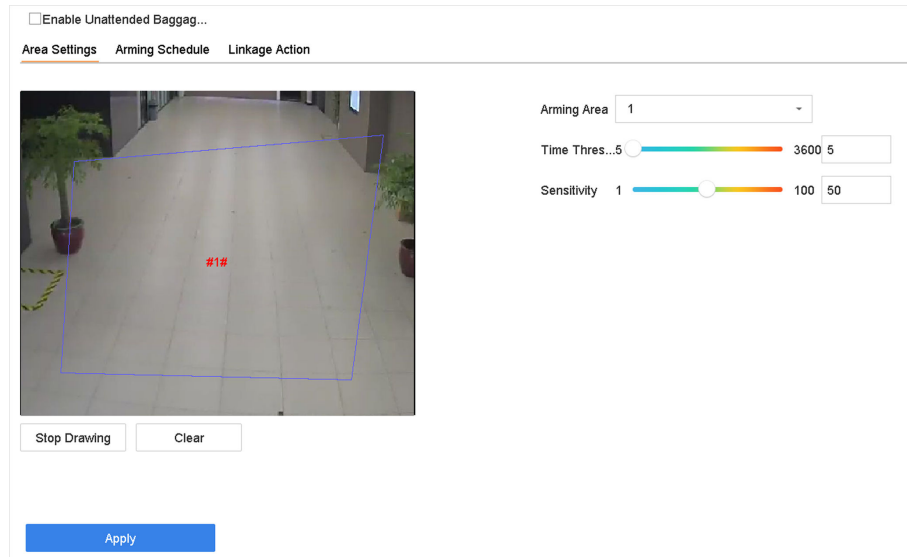 Enable Unattended Baggag...
Area Settings Arming Schedule Linkage Action
Arming Area 1
Time Thres...5 3600 5
Sensitivity 1 100 50
#1#
Stop Drawing Clear
Apply